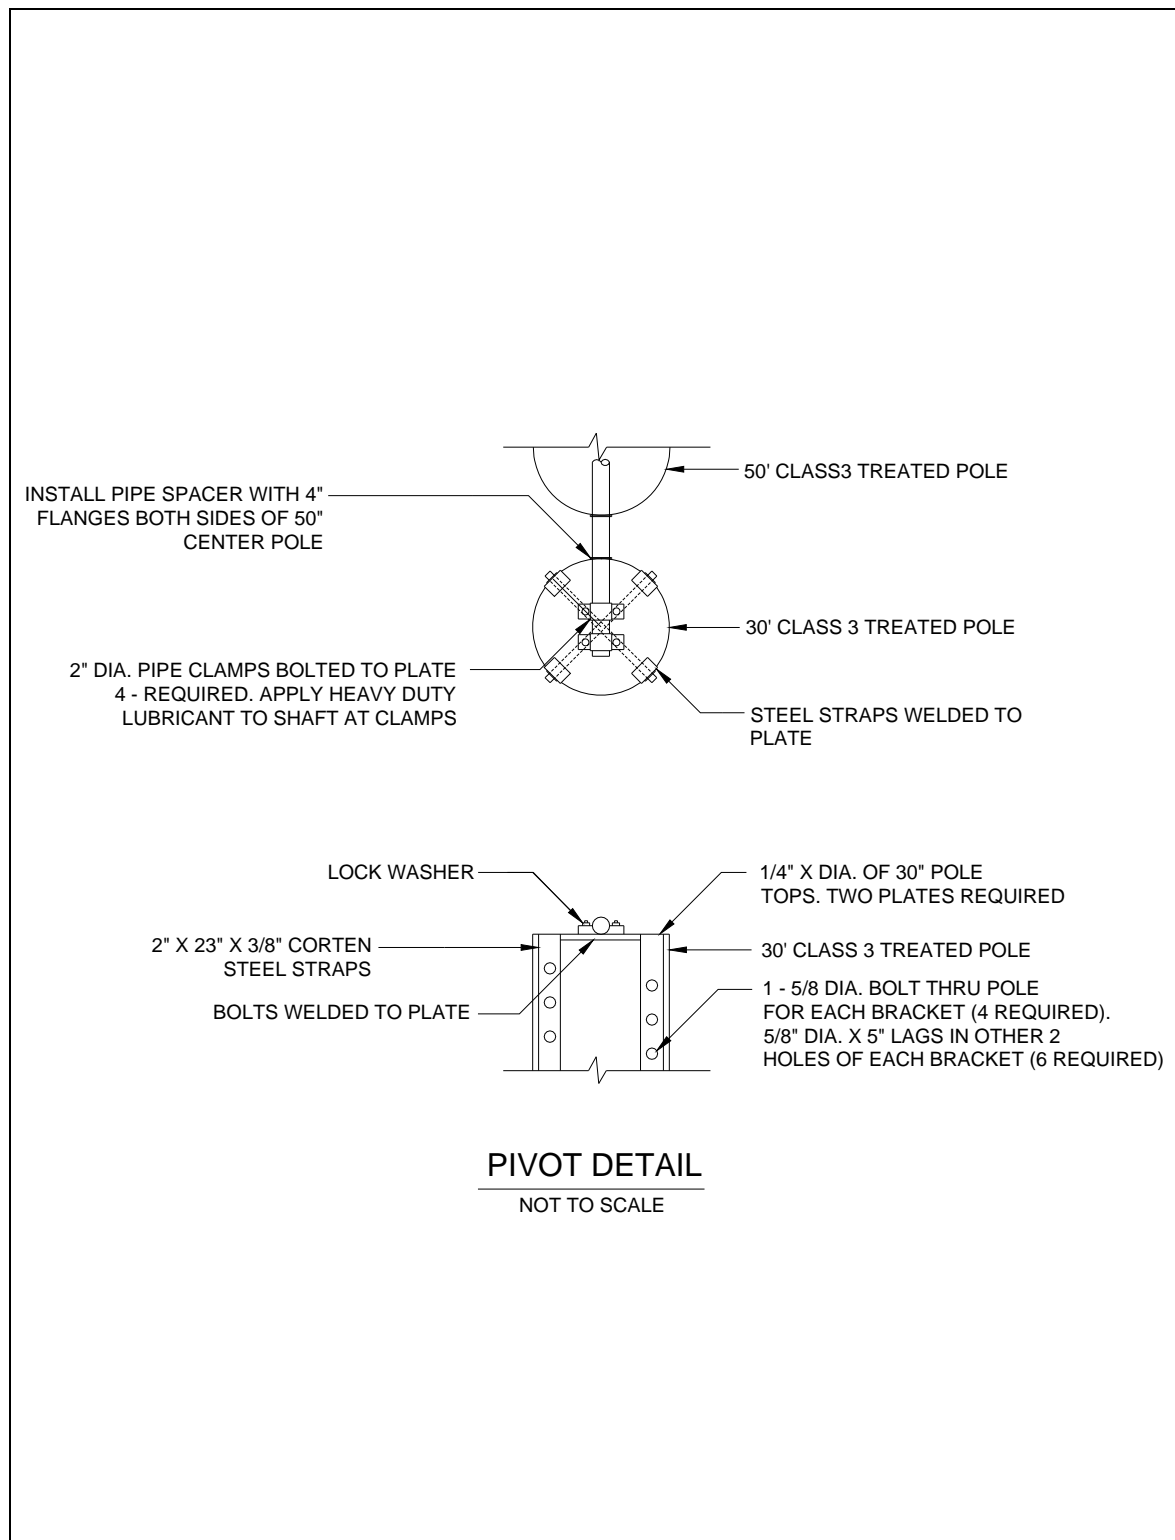 50' CLASS3 TREATED POLE
INSTALL PIPE SPACER WITH 4"
FLANGES BOTH SIDES OF 50"
CENTER POLE
30' CLASS 3 TREATED POLE
2" DIA. PIPE CLAMPS BOLTED TO PLATE
4 - REQUIRED. APPLY HEAVY DUTY
LUBRICANT TO SHAFT AT CLAMPS
STEEL STRAPS WELDED TO
PLATE
LOCK WASHER
1/4" X DIA. OF 30" POLE
TOPS. TWO PLATES REQUIRED
2" X 23" X 3/8" CORTEN
STEEL STRAPS
30' CLASS 3 TREATED POLE
BOLTS WELDED TO PLATE
1 - 5/8 DIA. BOLT THRU POLE
FOR EACH BRACKET (4 REQUIRED).
5/8" DIA. X 5" LAGS IN OTHER 2
HOLES OF EACH BRACKET (6 REQUIRED)
PIVOT DETAIL
NOT TO SCALE